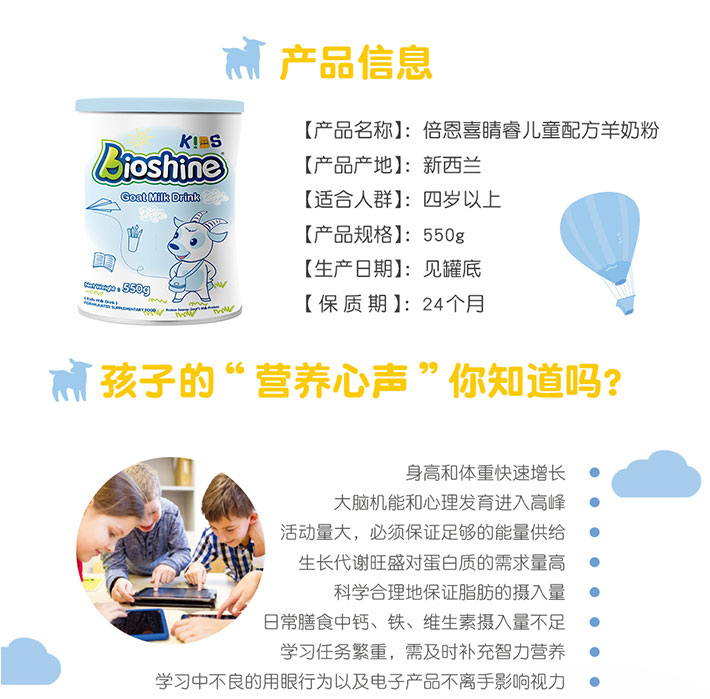 产品信息
KIDS
Bioshine
Goat Milk Drink
Net Weight : 550g
( Kids Milk Drink )
FORMULATED SUPPLEMENTARY FOOD
【产品名称】：倍恩喜睛睿儿童配方羊奶粉
【产品产地】：新西兰
【适合人群】：四岁以上
【产品规格】：550g
【生产日期】：见罐底
【保质期】：24个月
孩子的“营养心声”你知道吗?
身高和体重快速增长
大脑机能和心理发育进入高峰
活动量大，必须保证足够的能量供给
生长代谢旺盛对蛋白质的需求量高
科学合理地保证脂肪的摄入量
日常膳食中钙、铁、维生素摄入量不足
学习任务繁重，需及时补充智力营养
学习中不良的用眼行为以及电子产品不离手影响视力